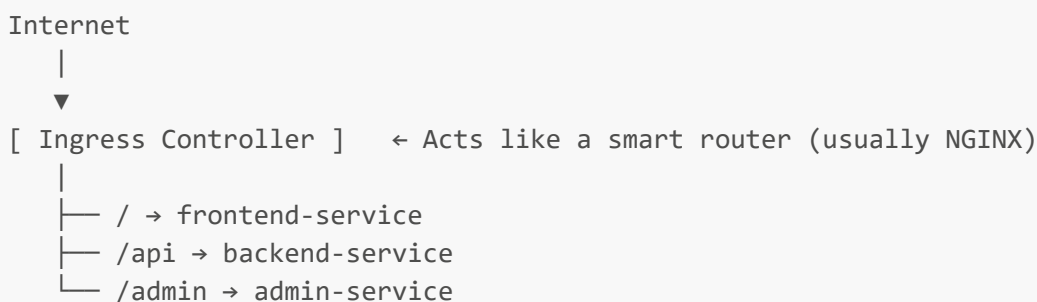 Internet
   │
   ▼
[ Ingress Controller ]   ← Acts like a smart router (usually NGINX)
   │
   ├── / → frontend-service
   ├── /api → backend-service
   └── /admin → admin-service